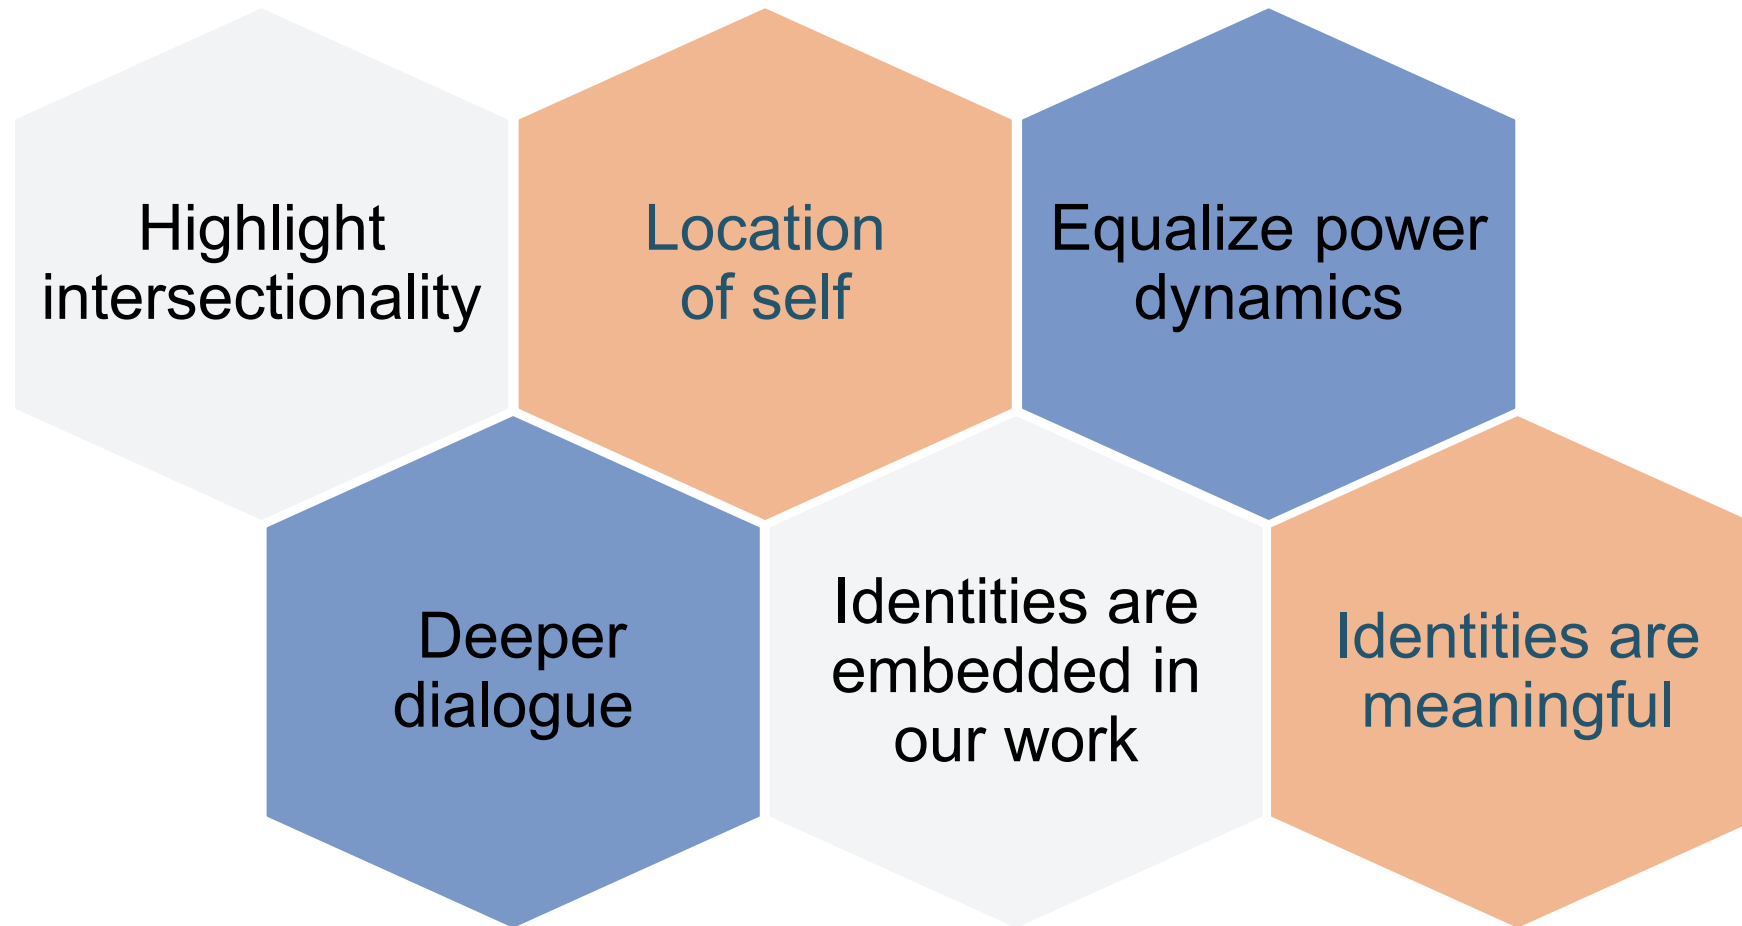 Highlight
intersectionality
Location
of self
Equalize power
dynamics
Deeper
dialogue
Identities are
embedded in
our work
Identities are
meaningful